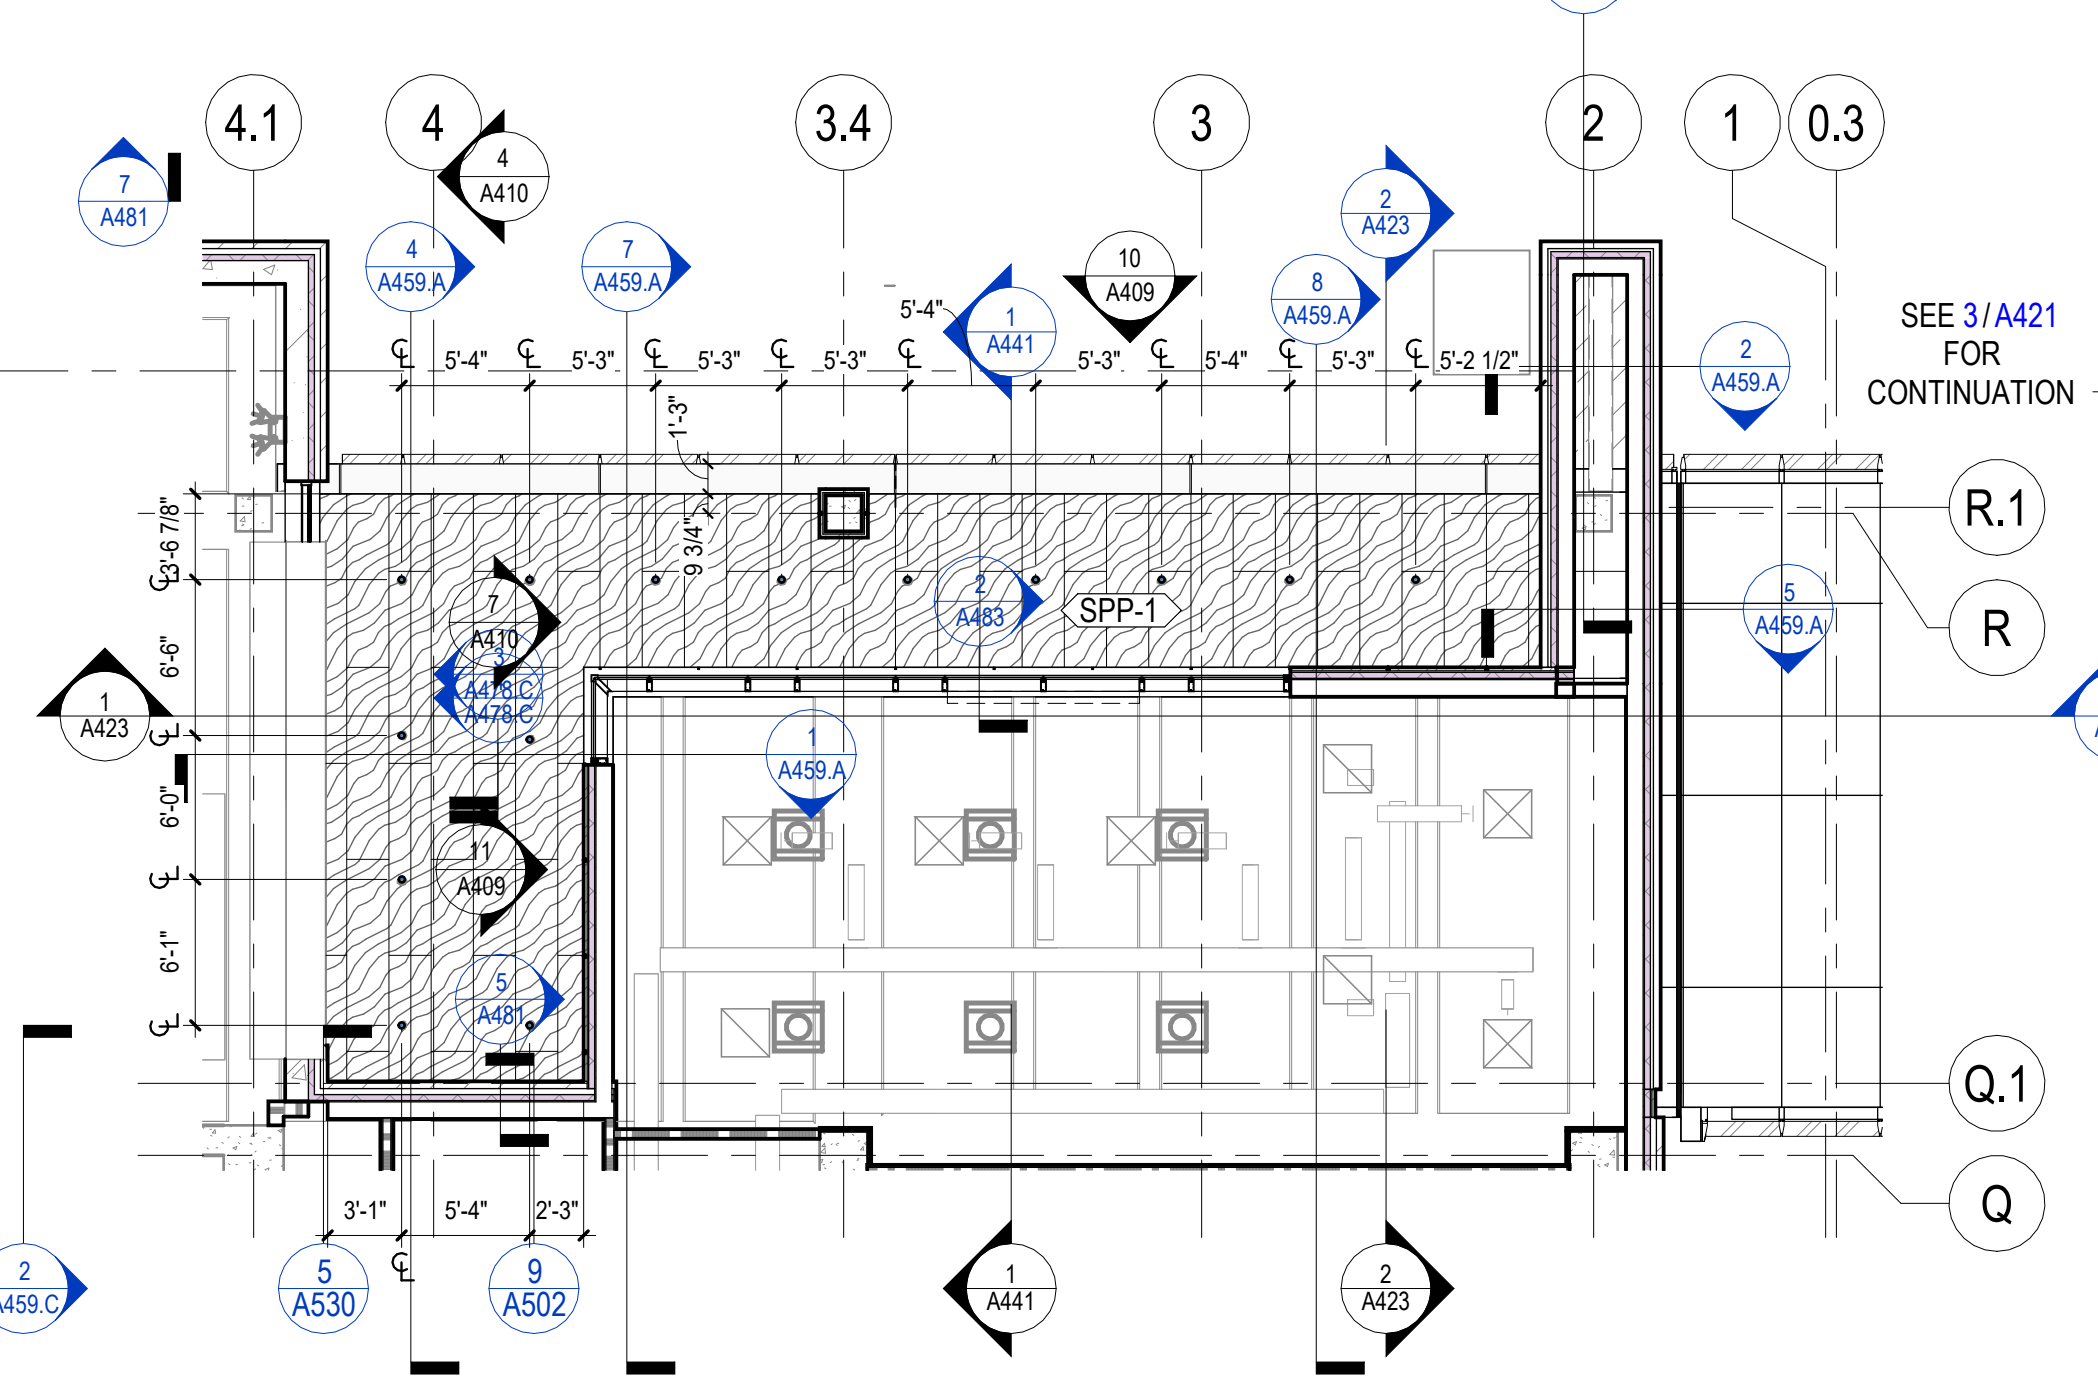 4.1
4
3.4
3
2
1
0.3
4
A410
7
A481
2
A423
4
A459.A
7
A459.A
10
A409
8
A459.A
1
A441
5'-4"
SEE 3/A421
FOR
CONTINUATION
2
A459.A
℄ 5'-4" ℄ 5'-3" ℄ 5'-3" ℄ 5'-3" ℄ 5'-3" ℄ 5'-4" ℄ 5'-3" ℄ 5'-2 1/2"
1'-3"
9 3/4"
R.1
R
3'-6 7/8"
℄
6'-6"
℄
6'-0"
℄
6'-1"
℄
7
A410
3
A478.C
A478.C
2
A483
SPP-1
5
A459.A
1
A423
1
A459.A
11
A409
5
A481
Q.1
Q
3'-1"
5'-4"
2'-3"
℄
2
A459.C
5
A530
9
A502
1
A441
2
A423